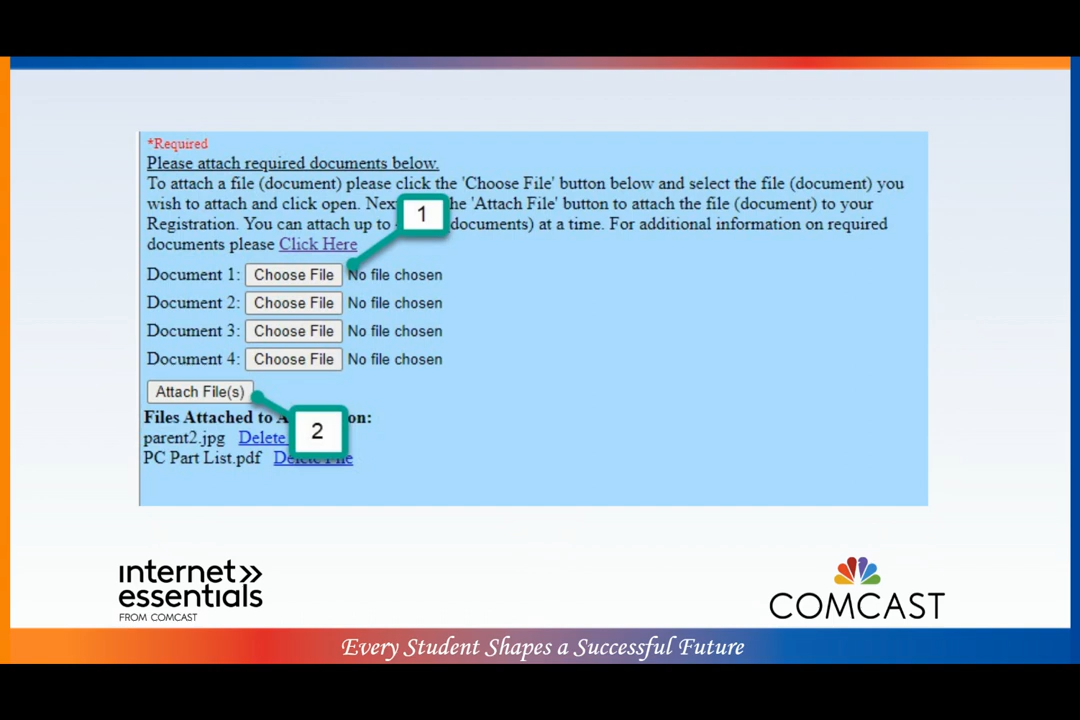 *Required
Please attach required documents below.
To attach a file (document) please click the 'Choose File' button below and select the file (document) you
wish to attach and click open. Next the 'Attach File' button to attach the file (document) to your
Registration. You can attach up to documents) at a time. For additional information on required
documents please Click Here
1
Document 1: Choose File No file chosen
Document 2: Choose File No file chosen
Document 3: Choose File No file chosen
Document 4: Choose File No file chosen
Attach File(s)
Files Attached to
parent2.jpg Delete
2
PC Part List.pdf Delete File
internet essentials
FROM COMCAST
COMCAST
Every Student Shapes a Successful Future